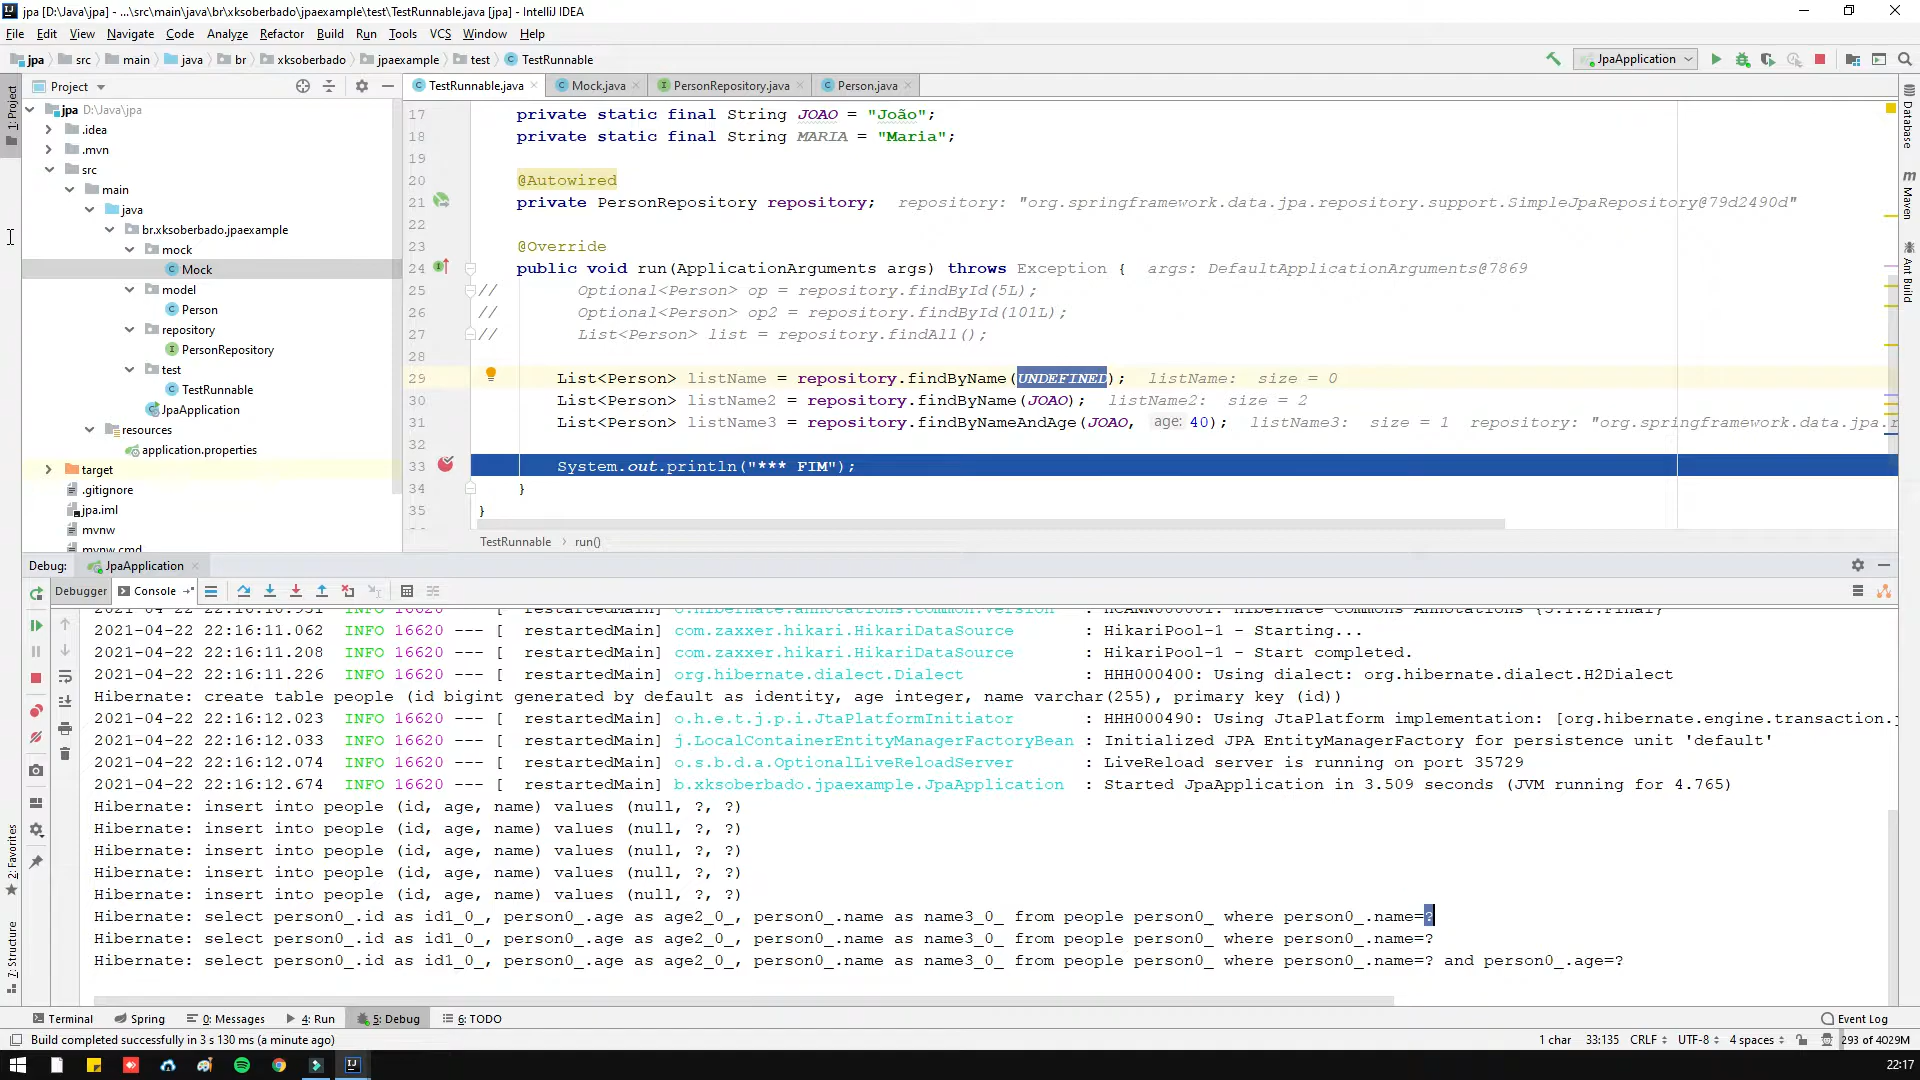 jpa [D:\Java\jpa] - ...\src\main\java\br\xksoberbado\jpaexample\test\TestRunnable.java [jpa] - IntelliJ IDEA
File Edit View Navigate Code Analyze Refactor Build Run Tools VCS Window Help
jpa src main java br xksoberbado jpaexample test TestRunnable JpaApplication
Project TestRunnable.java Mock.java PersonRepository.java Person.java
1: Project
jpa D:\Java\jpa
.idea
.mvn
src
main
java
br.xksoberbado.jpaexample
mock
Mock
model
Person
repository
PersonRepository
test
TestRunnable
JpaApplication
resources
application.properties
target
.gitignore
jpa.iml
mvnw
mvnw.cmd
17 private static final String JOAO = "João";
18 private static final String MARIA = "Maria";
19
20 @Autowired
21 private PersonRepository repository; repository: "org.springframework.data.jpa.repository.support.SimpleJpaRepository@79d2490d"
22
23 @Override
24 public void run(ApplicationArguments args) throws Exception { args: DefaultApplicationArguments@7869
25 // Optional<Person> op = repository.findById(5L);
26 // Optional<Person> op2 = repository.findById(101L);
27 // List<Person> list = repository.findAll();
28
29 List<Person> listName = repository.findByName(UNDEFINED); listName: size = 0
30 List<Person> listName2 = repository.findByName(JOAO); listName2: size = 2
31 List<Person> listName3 = repository.findByNameAndAge(JOAO, age: 40); listName3: size = 1 repository: "org.springframework.data.jpa.r
32
33 System.out.println("*** FIM");
34 }
35 }
TestRunnable › run()
Database
Maven
Ant Build
Debug: JpaApplication
Debugger Console
HCANN000001: Hibernate Commons Annotations {5.1.2.Final}
2021-04-22 22:16:11.062 INFO 16620 --- [ restartedMain] com.zaxxer.hikari.HikariDataSource : HikariPool-1 - Starting...
2021-04-22 22:16:11.208 INFO 16620 --- [ restartedMain] com.zaxxer.hikari.HikariDataSource : HikariPool-1 - Start completed.
2021-04-22 22:16:11.226 INFO 16620 --- [ restartedMain] org.hibernate.dialect.Dialect : HHH000400: Using dialect: org.hibernate.dialect.H2Dialect
Hibernate: create table people (id bigint generated by default as identity, age integer, name varchar(255), primary key (id))
2021-04-22 22:16:12.023 INFO 16620 --- [ restartedMain] o.h.e.t.j.p.i.JtaPlatformInitiator : HHH000490: Using JtaPlatform implementation: [org.hibernate.engine.transaction.j
2021-04-22 22:16:12.033 INFO 16620 --- [ restartedMain] j.LocalContainerEntityManagerFactoryBean : Initialized JPA EntityManagerFactory for persistence unit 'default'
2021-04-22 22:16:12.074 INFO 16620 --- [ restartedMain] o.s.b.d.a.OptionalLiveReloadServer : LiveReload server is running on port 35729
2021-04-22 22:16:12.674 INFO 16620 --- [ restartedMain] b.xksoberbado.jpaexample.JpaApplication : Started JpaApplication in 3.509 seconds (JVM running for 4.765)
Hibernate: insert into people (id, age, name) values (null, ?, ?)
Hibernate: insert into people (id, age, name) values (null, ?, ?)
Hibernate: insert into people (id, age, name) values (null, ?, ?)
Hibernate: insert into people (id, age, name) values (null, ?, ?)
Hibernate: insert into people (id, age, name) values (null, ?, ?)
Hibernate: select person0_.id as id1_0_, person0_.age as age2_0_, person0_.name as name3_0_ from people person0_ where person0_.name=?
Hibernate: select person0_.id as id1_0_, person0_.age as age2_0_, person0_.name as name3_0_ from people person0_ where person0_.name=?
Hibernate: select person0_.id as id1_0_, person0_.age as age2_0_, person0_.name as name3_0_ from people person0_ where person0_.name=? and person0_.age=?
2: Favorites
7: Structure
Terminal Spring 0: Messages 4: Run 5: Debug 6: TODO Event Log
Build completed successfully in 3 s 130 ms (a minute ago) 1 char 33:135 CRLF UTF-8 4 spaces 293 of 4029M
22:17